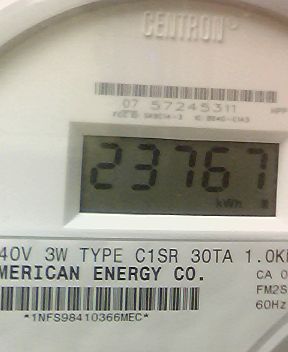 CENTRON®
07 57245311
23767
kWh
40V 3W TYPE C1SR 30TA 1.0K
MERICAN ENERGY CO.
CA 0
FM2S
60Hz
*1NFS98410366MEC*